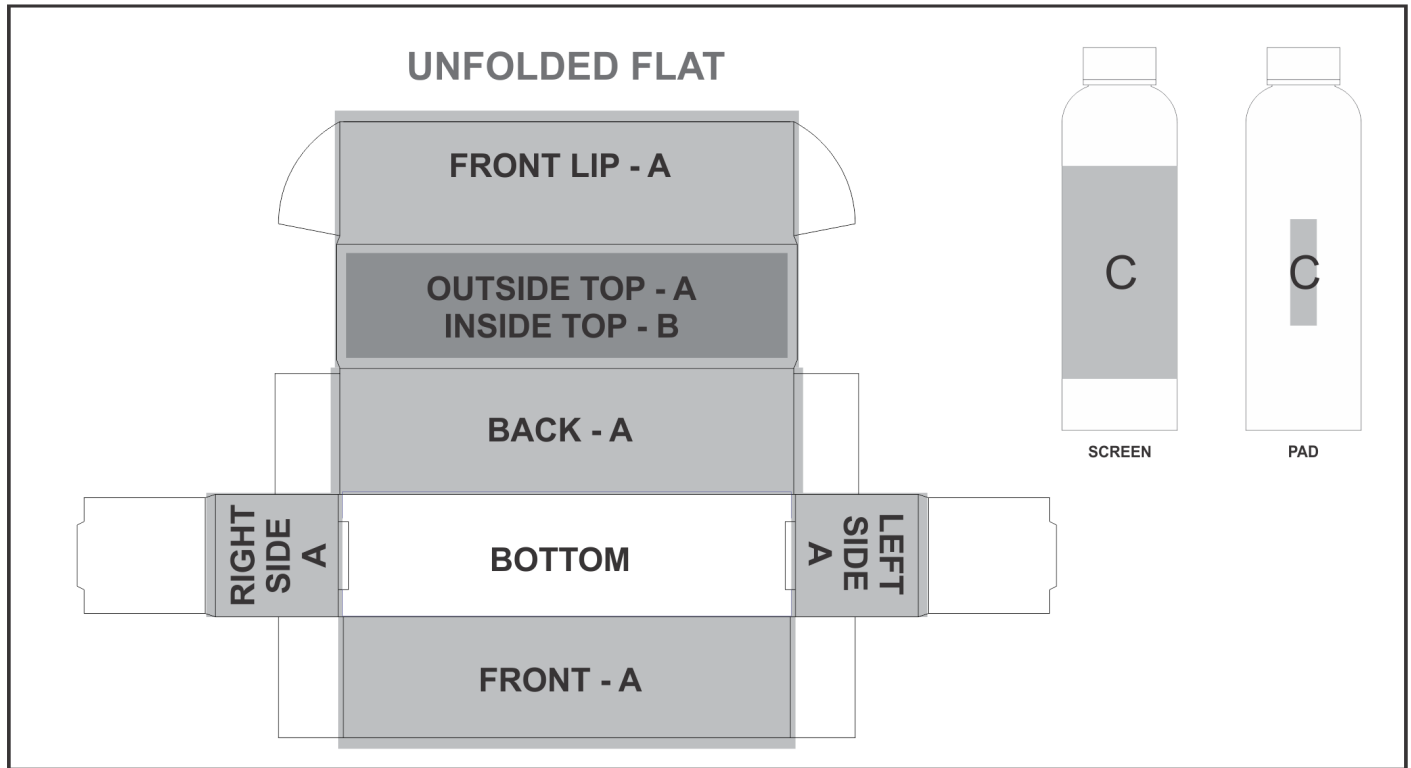 UNFOLDED FLAT
FRONT LIP - A
OUTSIDE TOP - A
INSIDE TOP - B
BACK - A
RIGHT
SIDE
A
BOTTOM
LEFT
SIDE
A
FRONT - A
C
SCREEN
C
PAD